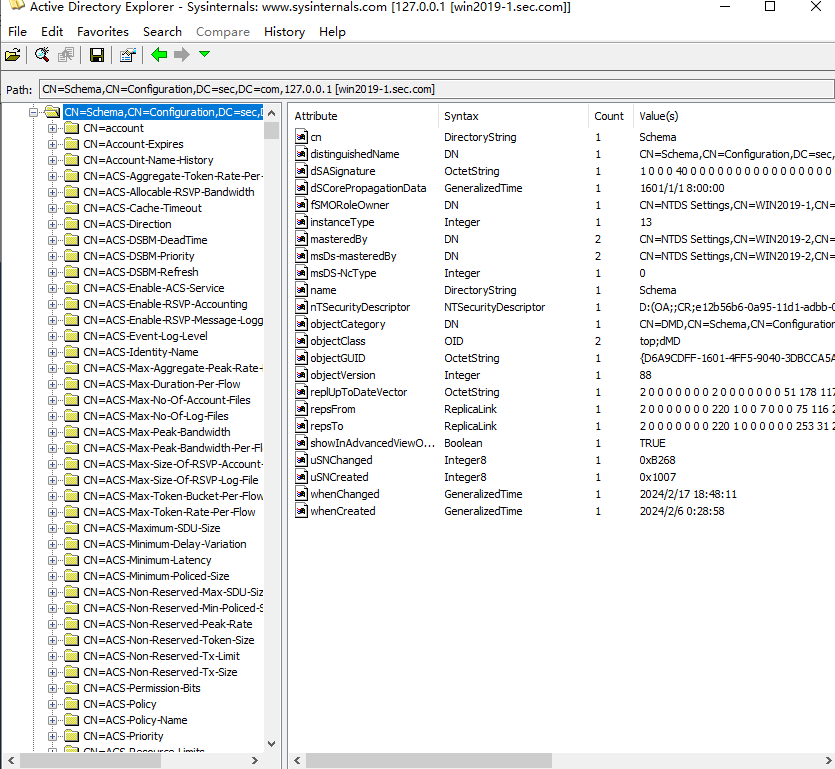 Active Directory Explorer - Sysinternals: www.sysinternals.com [127.0.0.1 [win2019-1.sec.com]]
File Edit Favorites Search Compare History Help
Path: CN=Schema,CN=Configuration,DC=sec,DC=com,127.0.0.1 [win2019-1.sec.com]
CN=Schema,CN=Configuration,DC=sec,D
CN=account
CN=Account-Expires
CN=Account-Name-History
CN=ACS-Aggregate-Token-Rate-Per-
CN=ACS-Allocable-RSVP-Bandwidth
CN=ACS-Cache-Timeout
CN=ACS-Direction
CN=ACS-DSBM-DeadTime
CN=ACS-DSBM-Priority
CN=ACS-DSBM-Refresh
CN=ACS-Enable-ACS-Service
CN=ACS-Enable-RSVP-Accounting
CN=ACS-Enable-RSVP-Message-Logg
CN=ACS-Event-Log-Level
CN=ACS-Identity-Name
CN=ACS-Max-Aggregate-Peak-Rate-
CN=ACS-Max-Duration-Per-Flow
CN=ACS-Max-No-Of-Account-Files
CN=ACS-Max-No-Of-Log-Files
CN=ACS-Max-Peak-Bandwidth
CN=ACS-Max-Peak-Bandwidth-Per-Fl
CN=ACS-Max-Size-Of-RSVP-Account-
CN=ACS-Max-Size-Of-RSVP-Log-File
CN=ACS-Max-Token-Bucket-Per-Flow
CN=ACS-Max-Token-Rate-Per-Flow
CN=ACS-Maximum-SDU-Size
CN=ACS-Minimum-Delay-Variation
CN=ACS-Minimum-Latency
CN=ACS-Minimum-Policed-Size
CN=ACS-Non-Reserved-Max-SDU-Siz
CN=ACS-Non-Reserved-Min-Policed-S
CN=ACS-Non-Reserved-Peak-Rate
CN=ACS-Non-Reserved-Token-Size
CN=ACS-Non-Reserved-Tx-Limit
CN=ACS-Non-Reserved-Tx-Size
CN=ACS-Permission-Bits
CN=ACS-Policy
CN=ACS-Policy-Name
CN=ACS-Priority
CN=ACS-Resource-Limits
Attribute Syntax Count Value(s)
cn DirectoryString 1 Schema
distinguishedName DN 1 CN=Schema,CN=Configuration,DC=sec,
dSASignature OctetString 1 1 0 0 0 40 0 0 0 0 0 0 0 0 0 0 0 0 0 0 0
dSCorePropagationData GeneralizedTime 1 1601/1/1 8:00:00
fSMORoleOwner DN 1 CN=NTDS Settings,CN=WIN2019-1,CN=
instanceType Integer 1 13
masteredBy DN 2 CN=NTDS Settings,CN=WIN2019-2,CN=
msDs-masteredBy DN 2 CN=NTDS Settings,CN=WIN2019-2,CN=
msDS-NcType Integer 1 0
name DirectoryString 1 Schema
nTSecurityDescriptor NTSecurityDescriptor 1 D:(OA;;CR;e12b56b6-0a95-11d1-adbb-0
objectCategory DN 1 CN=DMD,CN=Schema,CN=Configuration
objectClass OID 2 top;dMD
objectGUID OctetString 1 {D6A9CDFF-1601-4FF5-9040-3DBCCA5A
objectVersion Integer 1 88
replUpToDateVector OctetString 1 2 0 0 0 0 0 0 0 2 0 0 0 0 0 0 0 51 178 117
repsFrom ReplicaLink 1 2 0 0 0 0 0 0 0 220 1 0 0 7 0 0 0 75 116 2
repsTo ReplicaLink 1 2 0 0 0 0 0 0 0 220 1 0 0 0 0 0 0 253 31 2
showInAdvancedViewO... Boolean 1 TRUE
uSNChanged Integer8 1 0xB268
uSNCreated Integer8 1 0x1007
whenChanged GeneralizedTime 1 2024/2/17 18:48:11
whenCreated GeneralizedTime 1 2024/2/6 0:28:58